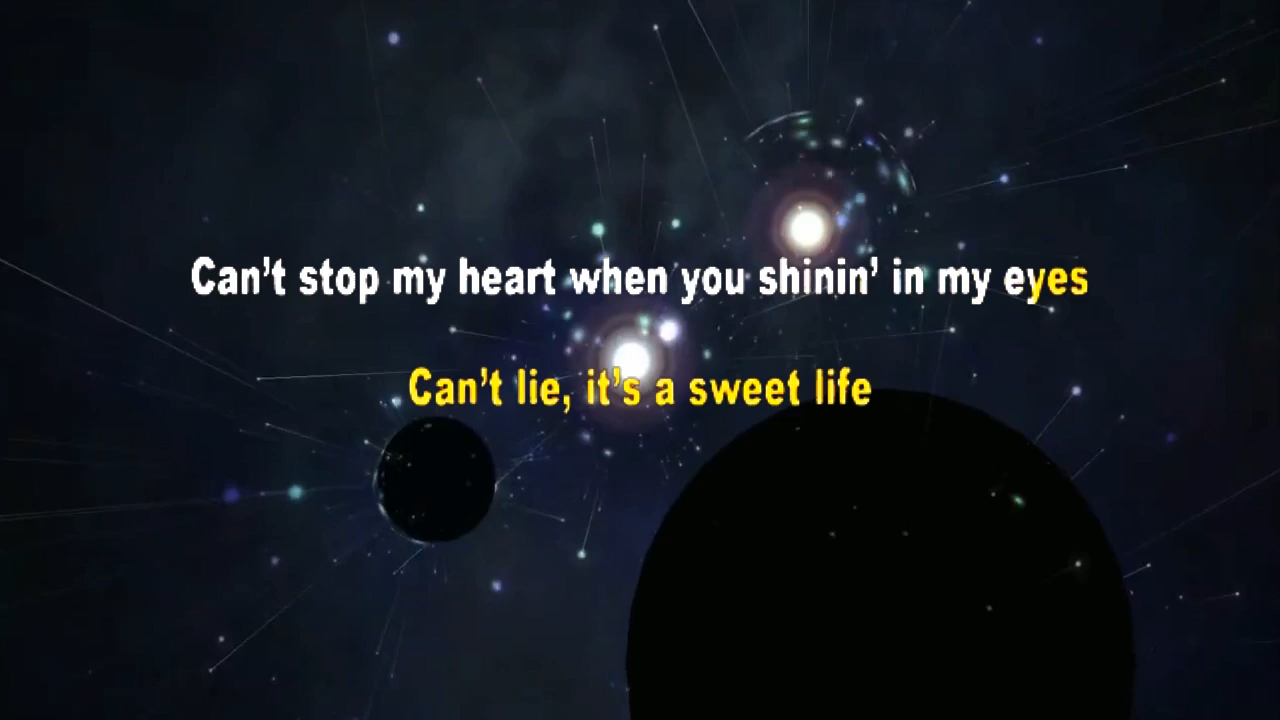 Can’t stop my heart when you shinin’ in my eyes
Can’t lie, it’s a sweet life